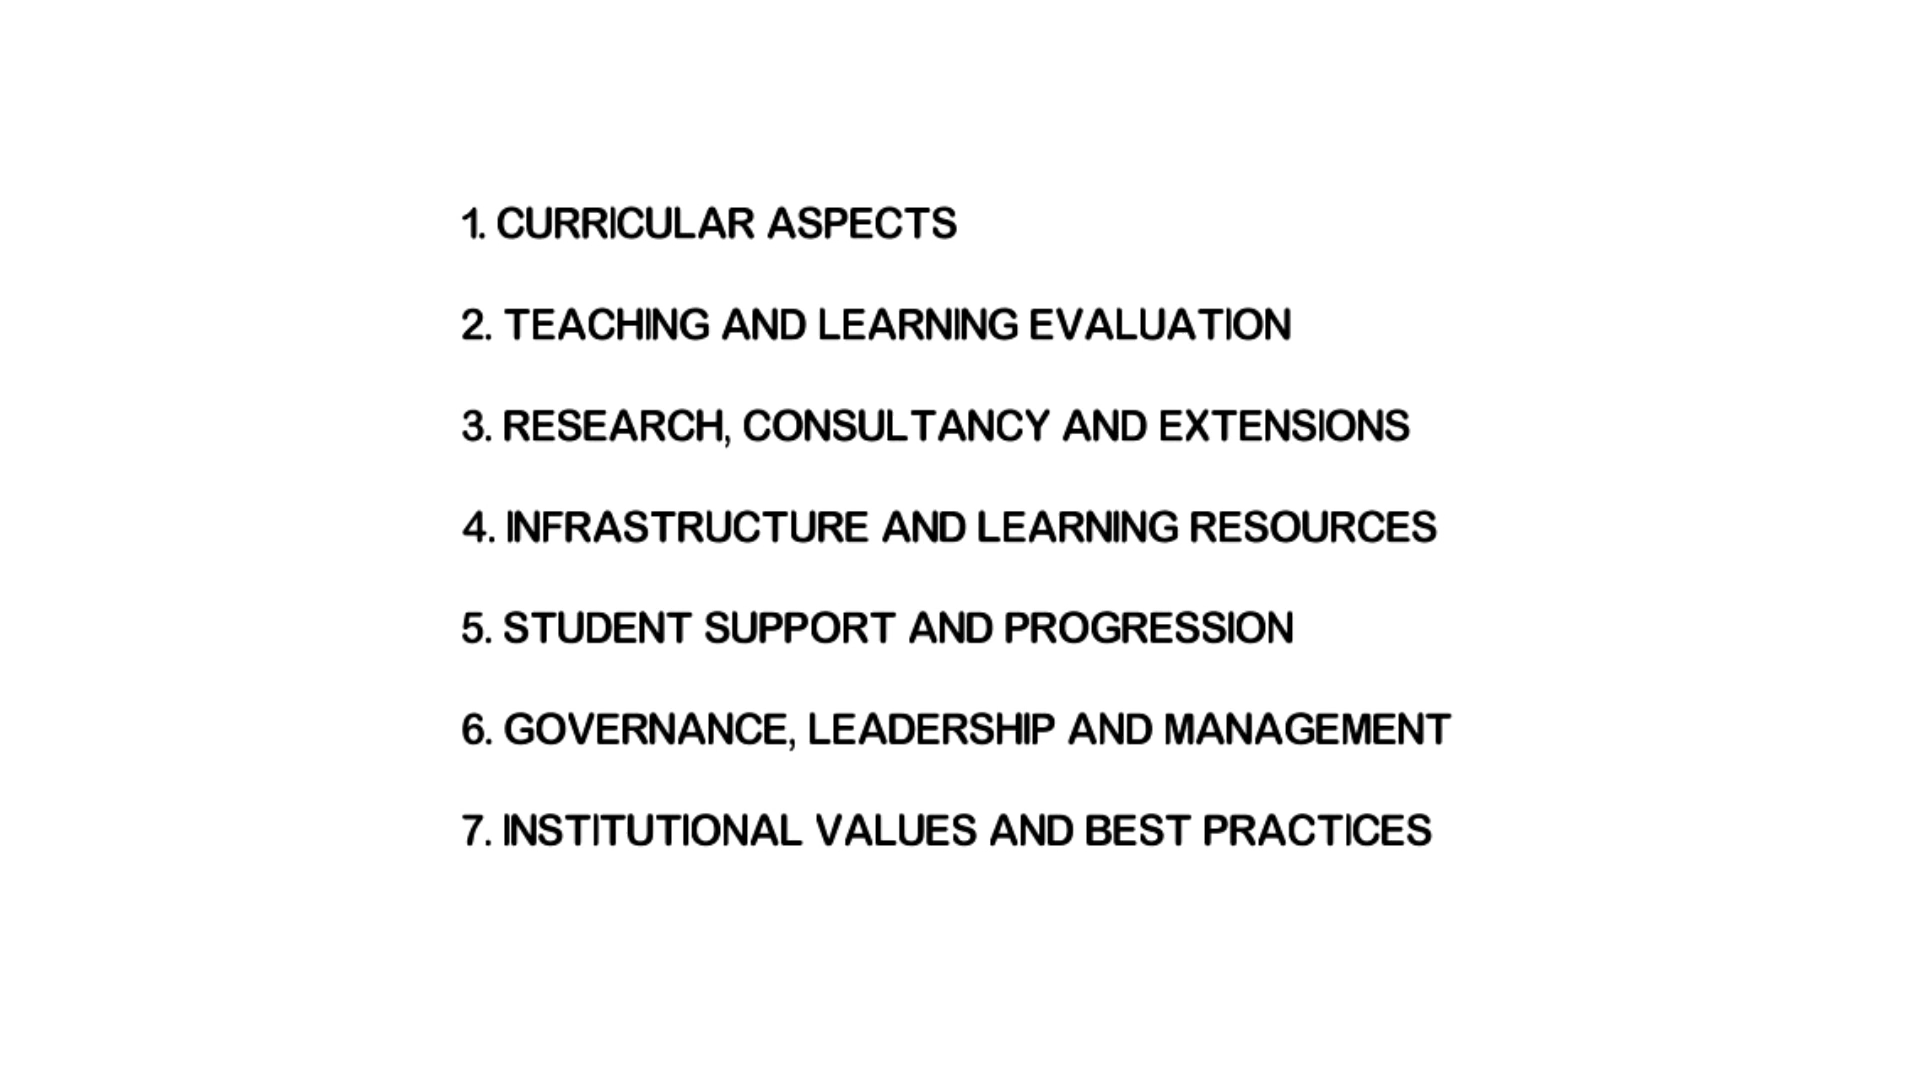 1. CURRICULAR ASPECTS
2. TEACHING AND LEARNING EVALUATION
3. RESEARCH, CONSULTANCY AND EXTENSIONS
4. INFRASTRUCTURE AND LEARNING RESOURCES
5. STUDENT SUPPORT AND PROGRESSION
6. GOVERNANCE, LEADERSHIP AND MANAGEMENT
7. INSTITUTIONAL VALUES AND BEST PRACTICES